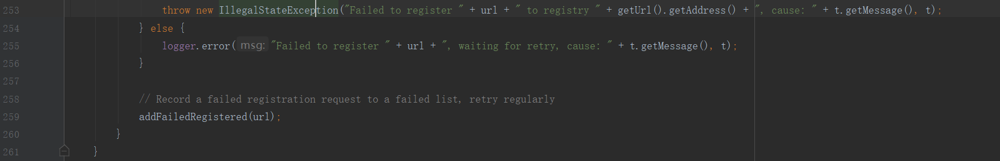 253 throw new IllegalStateException("Failed to register " + url + " to registry " + getUrl().getAddress() + ", cause: " + t.getMessage(), t);
254 } else {
255 logger.error( msg: "Failed to register " + url + ", waiting for retry, cause: " + t.getMessage(), t);
256 }
257
258 // Record a failed registration request to a failed list, retry regularly
259 addFailedRegistered(url);
260 }
261 }